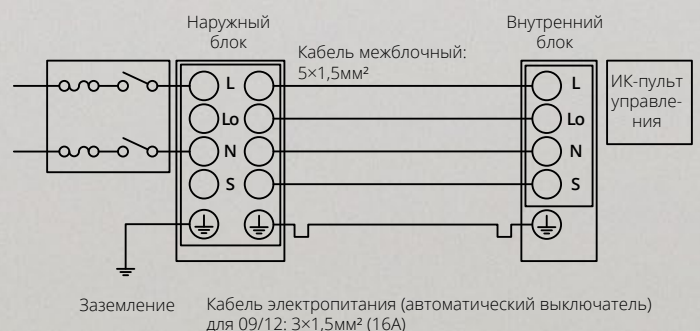 Наружный
блок
Внутренний
блок
Кабель межблочный:
5×1,5мм²
L
Lo
N
S
L
Lo
N
S
ИК-пульт
управле-
ния
Заземление
Кабель электропитания (автоматический выключатель)
для 09/12: 3×1,5мм² (16А)